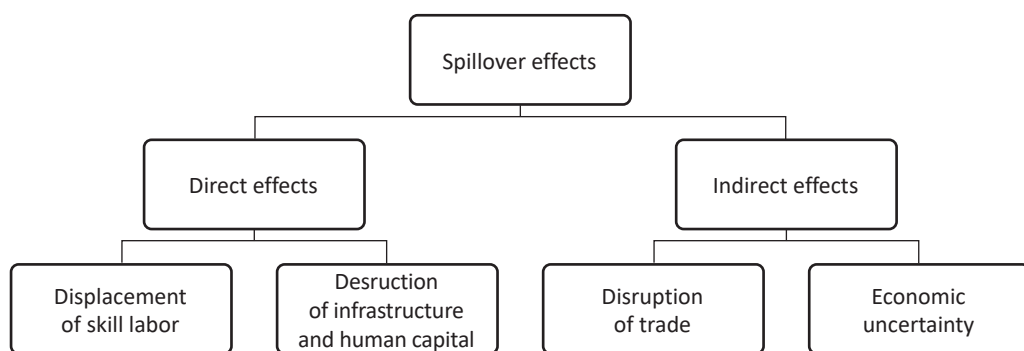 Spillover effects
Direct effects
Indirect effects
Displacement
of skill labor
Desruction
of infrastructure
and human capital
Disruption
of trade
Economic
uncertainty